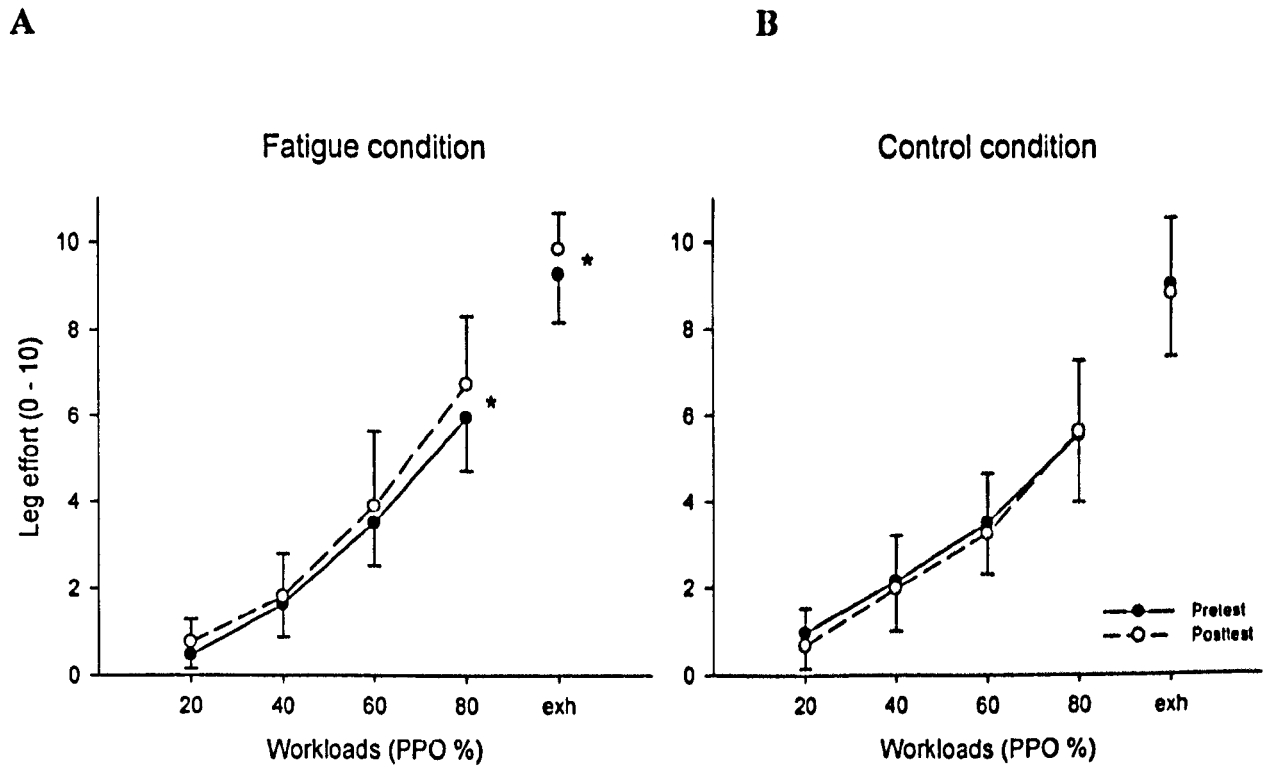 A
B
Fatigue condition
Control condition
10
8
6
4
2
0
*
*
Leg effort (0 - 10)
20
40
60
80
exh
Workloads (PPO %)
10
8
6
4
2
0
Pretest
Posttest
20
40
60
80
exh
Workloads (PPO %)